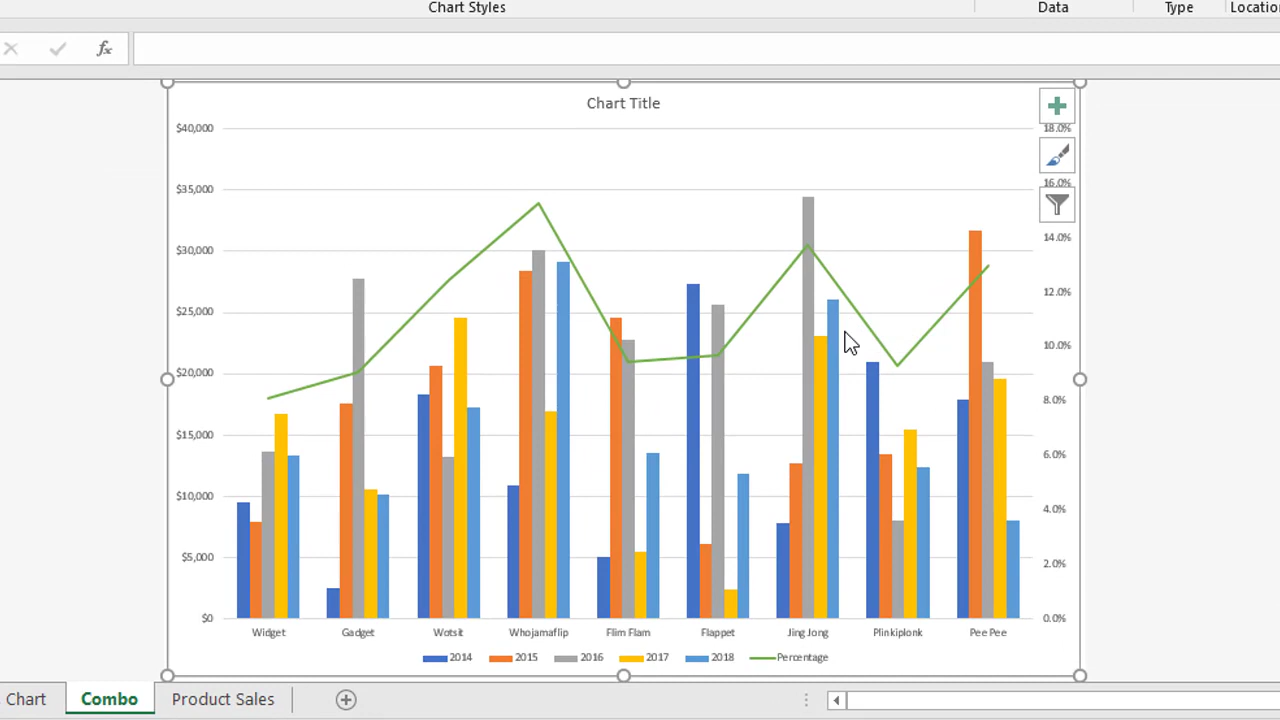 Chart Styles Data Type Location
fx
Chart Title
$40,000 18.0%
$35,000 16.0%
$30,000 14.0%
$25,000 12.0%
$20,000 10.0%
$15,000 8.0%
$10,000 6.0%
$5,000 4.0%
2.0%
$0 0.0%
Widget Gadget Wotsit Whojamaflip Flim Flam Flappet Jing Jong Plinkiplonk Pee Pee
2014 2015 2016 2017 2018 Percentage
Chart Combo Product Sales